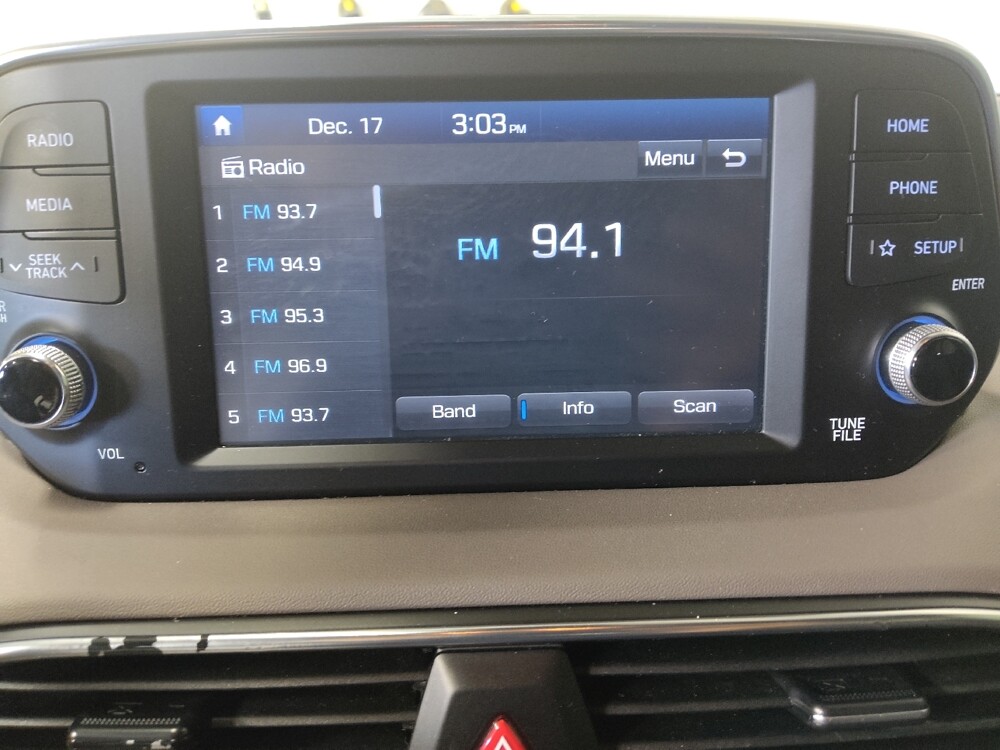 Dec. 17 3:03 PM
Radio Menu
1 FM 93.7
2 FM 94.9
3 FM 95.3
4 FM 96.9
5 FM 93.7
FM 94.1
Band Info Scan
RADIO
MEDIA
SEEK
TRACK
VOL
HOME
PHONE
SETUP
ENTER
TUNE
FILE